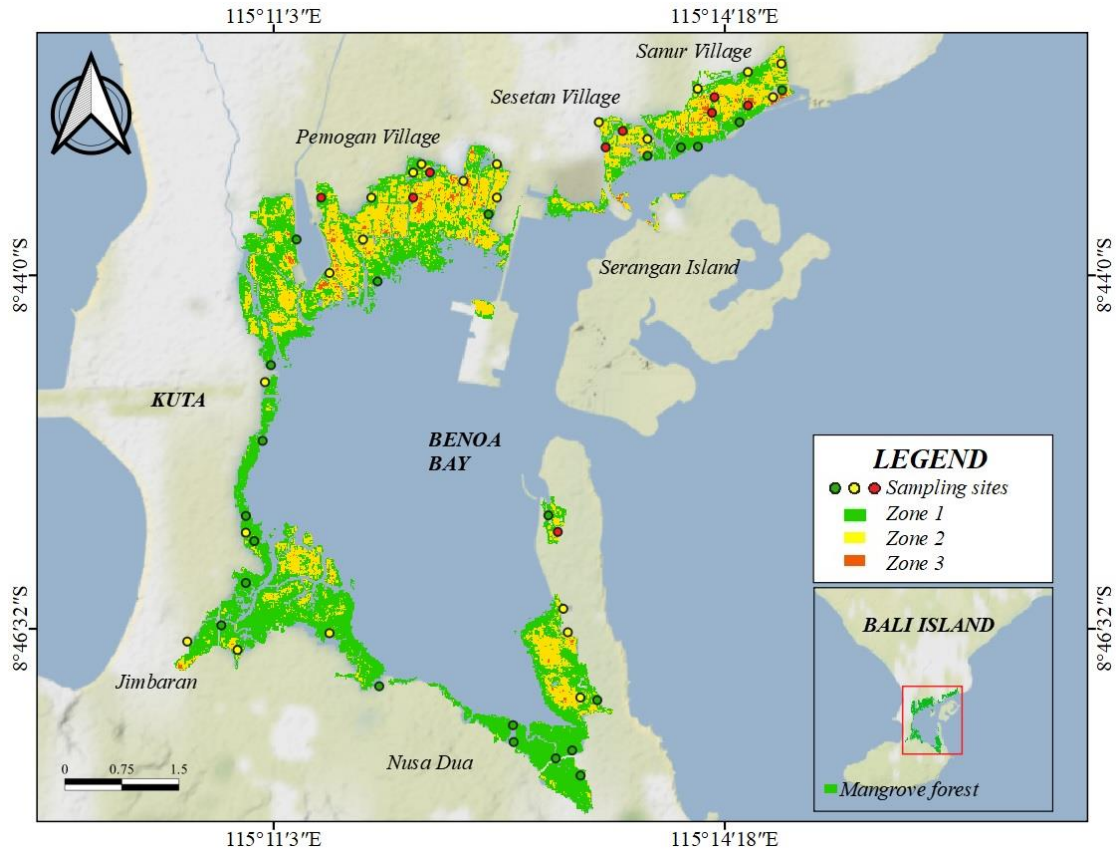 115°11′3″E
115°14′18″E
Sanur Village
Sesetan Village
Pemogan Village
8°44′0″S
8°44′0″S
Serangan Island
KUTA
BENOA
BAY
LEGEND
Sampling sites
Zone 1
Zone 2
Zone 3
8°46′32″S
8°46′32″S
BALI ISLAND
Jimbaran
Nusa Dua
0 0.75 1.5
Mangrove forest
115°11′3″E
115°14′18″E